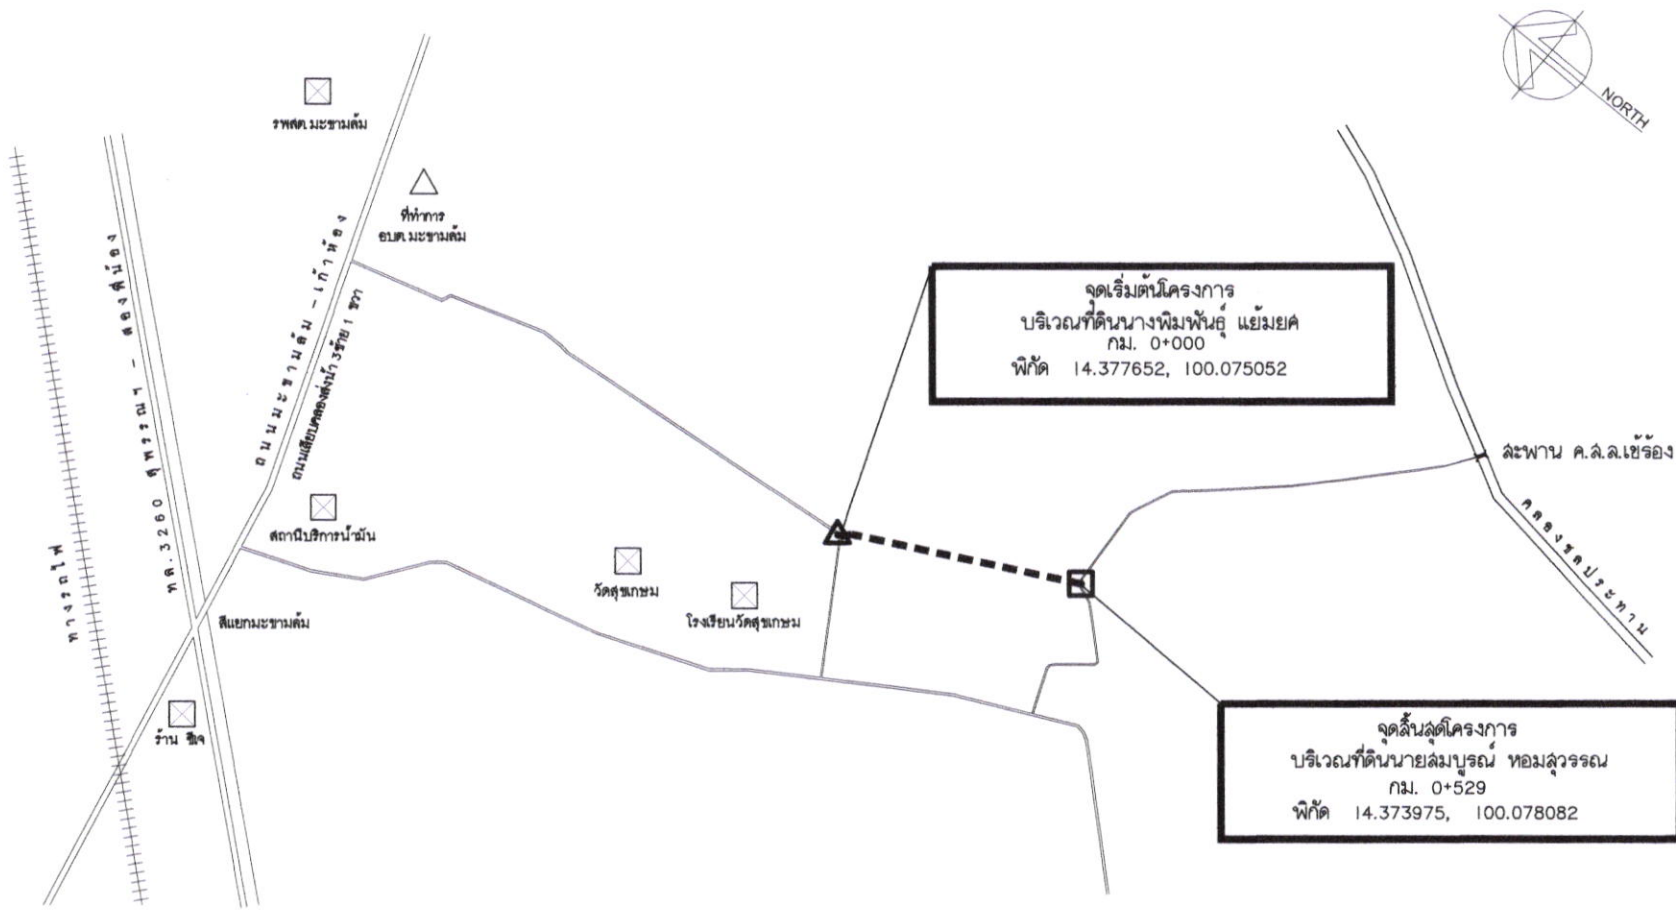 NORTH
รพสต.มะขามล้ม
ที่ทำการ
อบต.มะขามล้ม
ถนนมะขามล้ม - เก้าห้อง
ถนนเลียบคลองส่งน้ำ 3ซ้าย 1 ขวา
ทล.3260 สุพรรณฯ - สองพี่น้อง
ทางรถไฟ
จุดเริ่มต้นโครงการ
บริเวณที่ดินนางพิมพันธุ์ แย้มยศ
กม. 0+000
พิกัด 14.377652, 100.075052
สะพาน ค.ส.ล.เข้ร้อง
คลองชลประทาน
สถานีบริการน้ำมัน
วัดสุขเกษม
โรงเรียนวัดสุขเกษม
สี่แยกมะขามล้ม
ร้าน ซีเจ
จุดสิ้นสุดโครงการ
บริเวณที่ดินนายสมบูรณ์ หอมสุวรรณ
กม. 0+529
พิกัด 14.373975, 100.078082